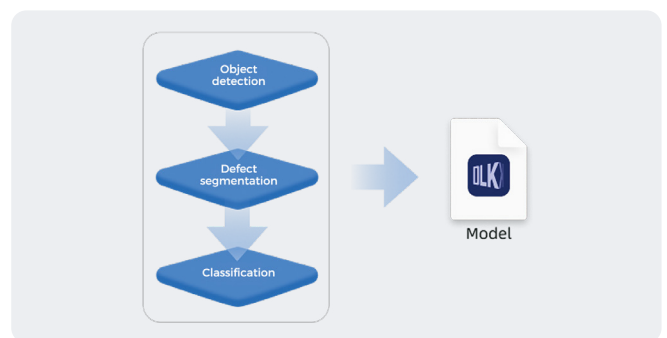 Object
detection
Defect
segmentation
Classification
DLK
Model